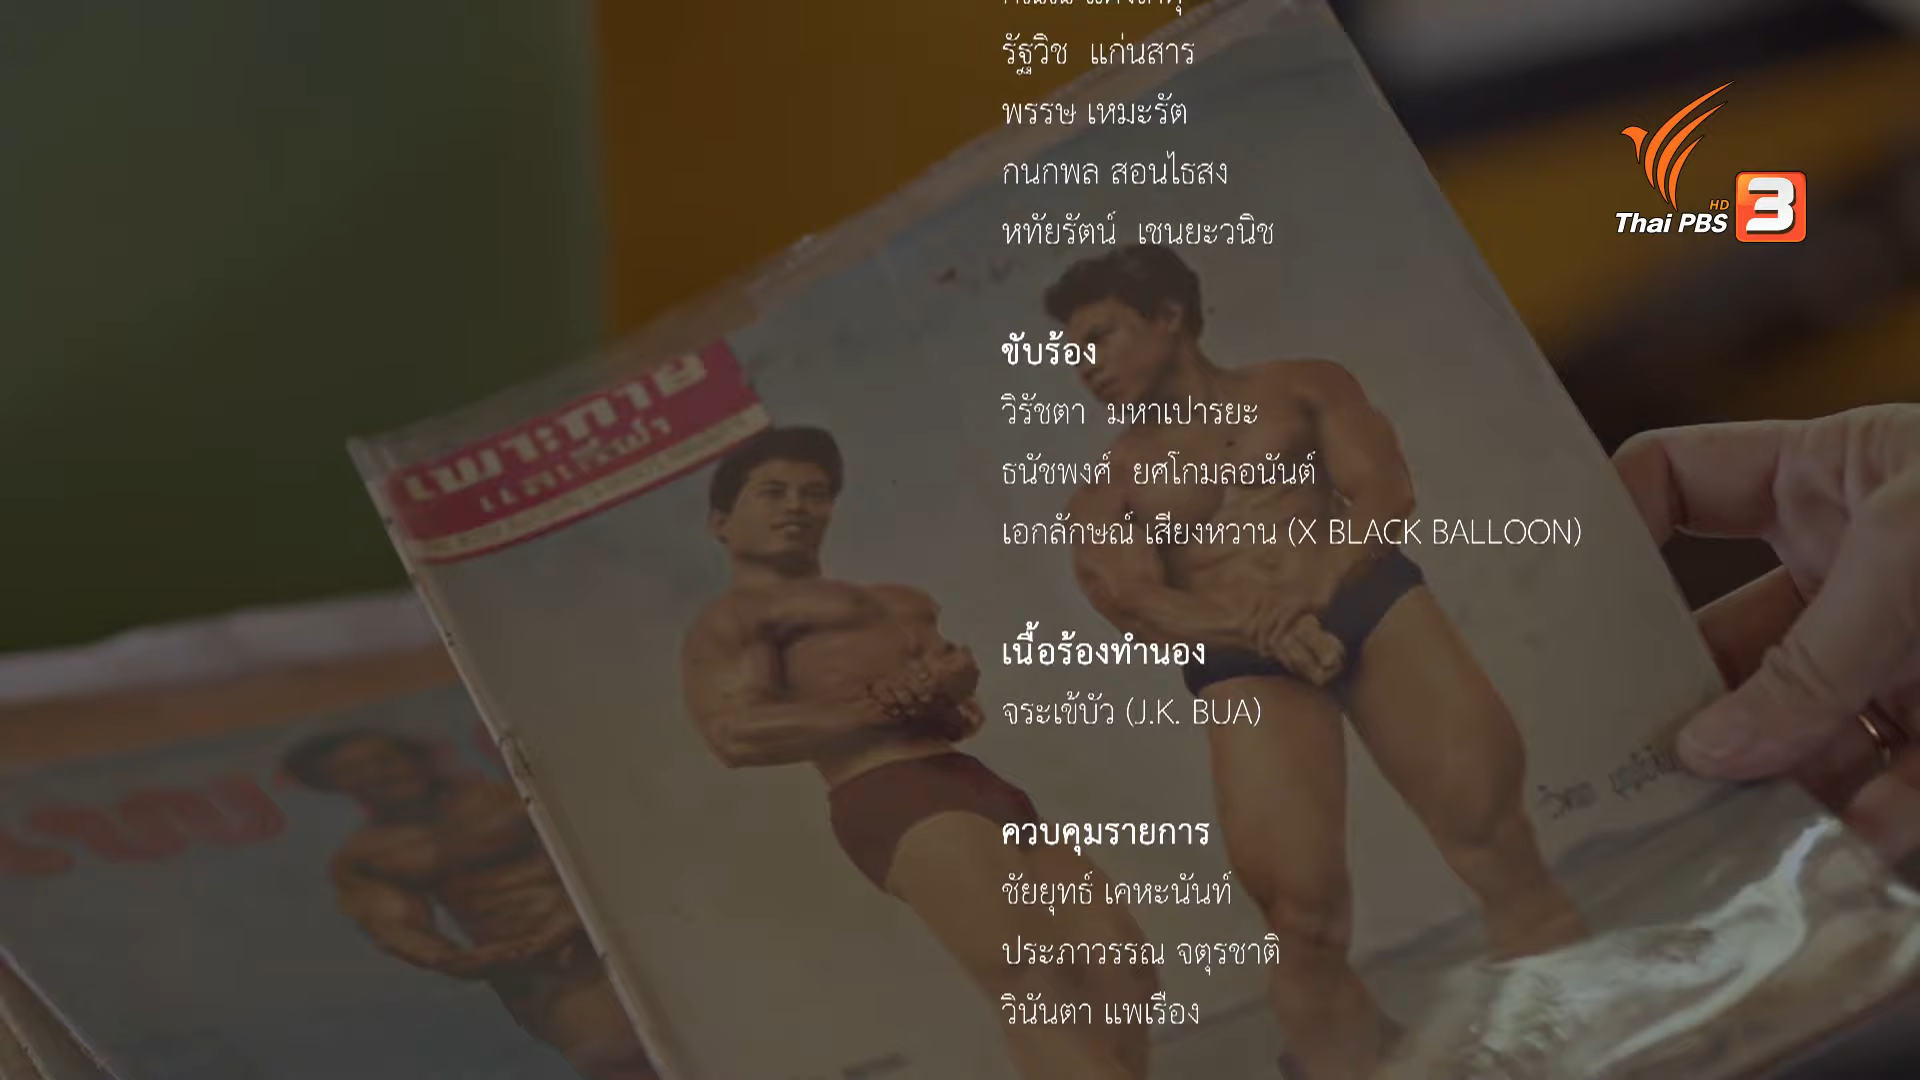 รัฐวิช แก่นสาร
พรรษ เหมะรัต
กนกพล สอนไธสง
หทัยรัตน์ เชนยะวนิช
HD
Thai PBS 3
ขับร้อง
วิรัชตา มหาเปารยะ
ธนัชพงศ์ ยศโกมลอนันต์
เอกลักษณ์ เสียงหวาน (X BLACK BALLOON)
เนื้อร้องทำนอง
จระเข้บัว (J.K. BUA)
ควบคุมรายการ
ชัยยุทธ์ เคหะนันท์
ประภาวรรณ จตุรชาติ
วินันตา แพเรือง
เพาะกาย